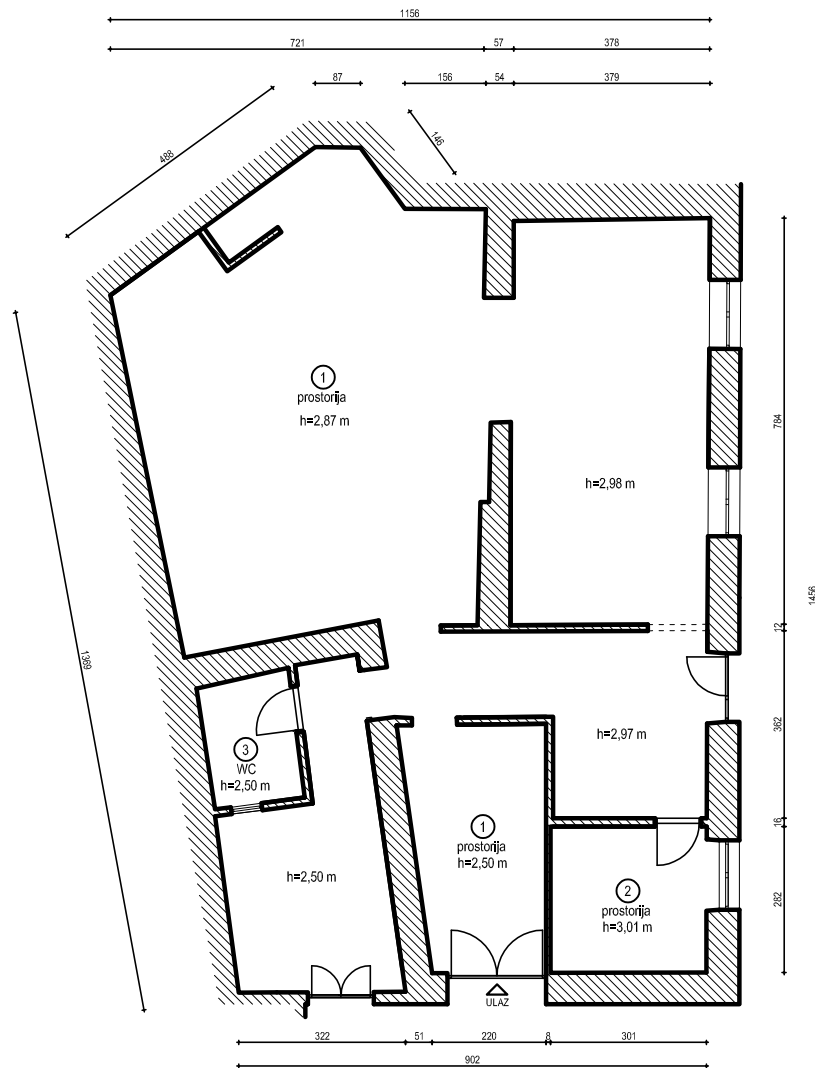 1156
721 57 378
87 156 54 379
146
488
1
prostorija
h=2,87 m
784
h=2,98 m
1456
12
1369
362
h=2,97 m
3
WC
h=2,50 m
1
prostorija
h=2,50 m
16
h=2,50 m
2
prostorija
h=3,01 m
282
ULAZ
322 51 220 8 301
902